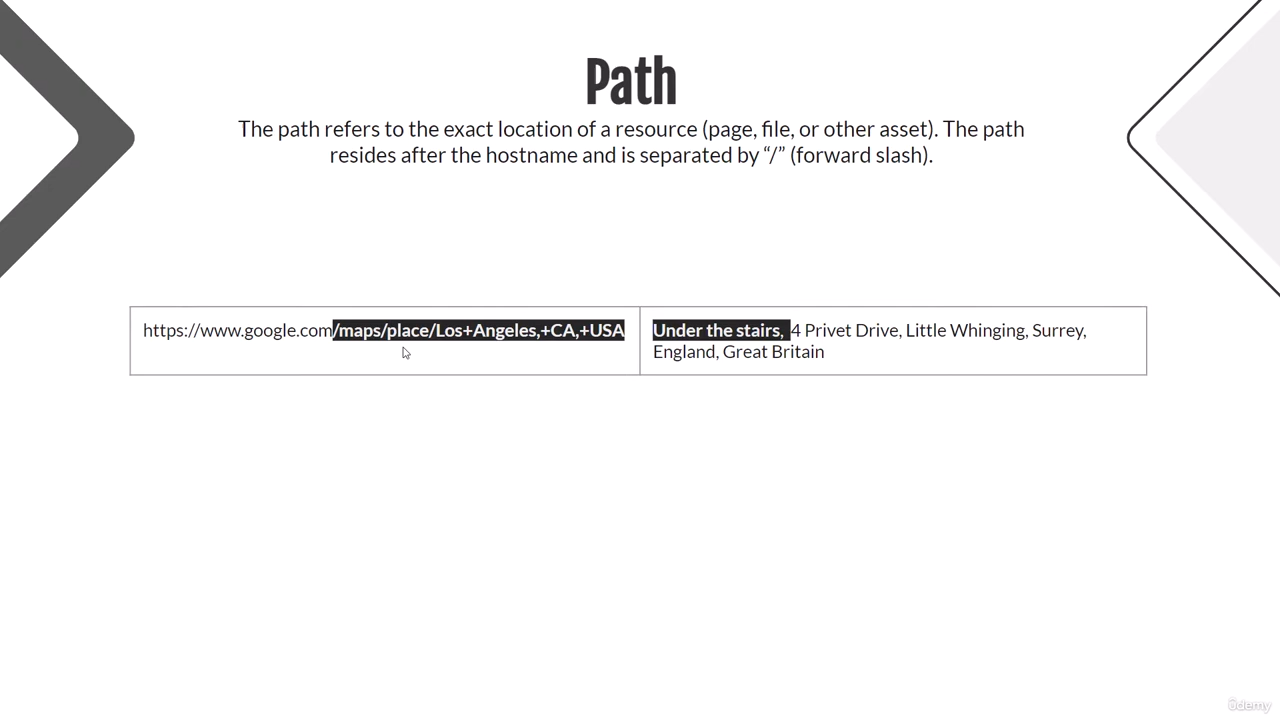 Path
The path refers to the exact location of a resource (page, file, or other asset). The path
resides after the hostname and is separated by “/” (forward slash).
https://www.google.com/maps/place/Los+Angeles,+CA,+USA
Under the stairs, 4 Privet Drive, Little Whinging, Surrey,
England, Great Britain
ûdemy